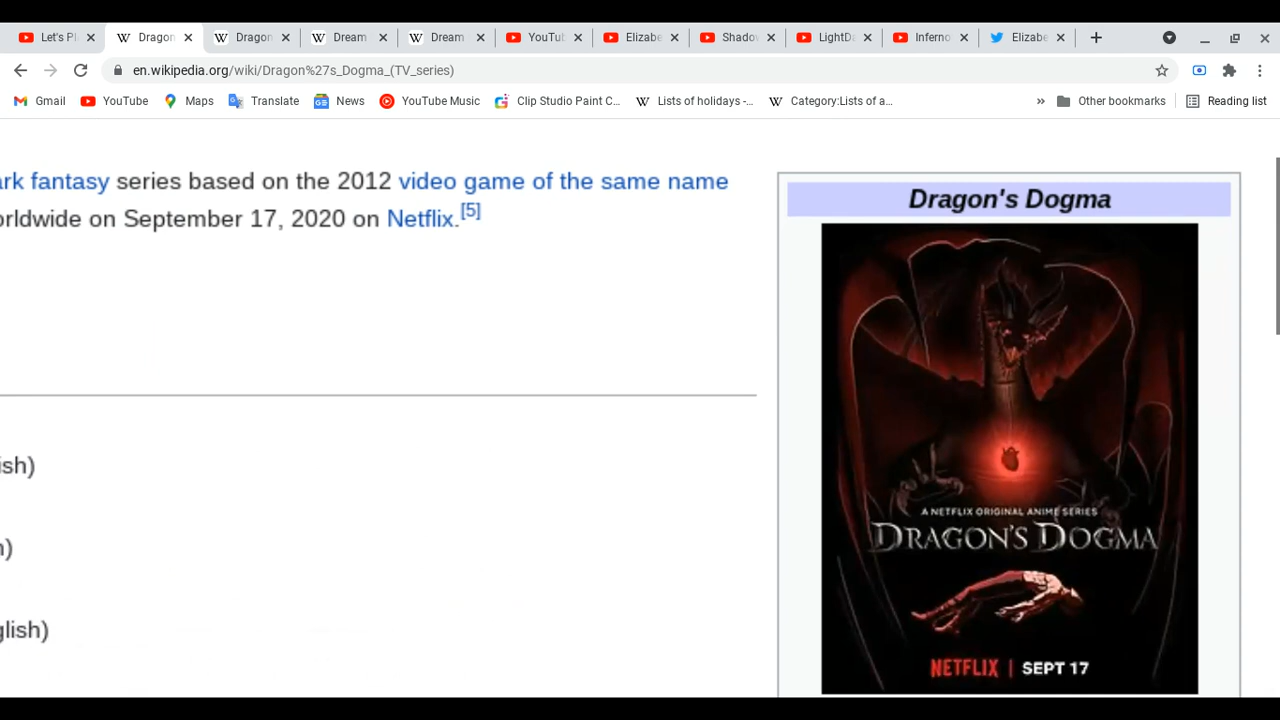 Let's Pl
Dragon
Dragon
Dream
Dream
YouTub
Elizabe
Shadow
LightDa
Inferno
Elizabe
en.wikipedia.org/wiki/Dragon%27s_Dogma_(TV_series)
Gmail
YouTube
Maps
Translate
News
YouTube Music
Clip Studio Paint C...
Lists of holidays -...
Category:Lists of a...
»
Other bookmarks
Reading list
ark fantasy series based on the 2012 video game of the same name
orldwide on September 17, 2020 on Netflix.[5]
ish)
n)
glish)
Dragon's Dogma
A NETFLIX ORIGINAL ANIME SERIES
DRAGON'S DOGMA
NETFLIX | SEPT 17